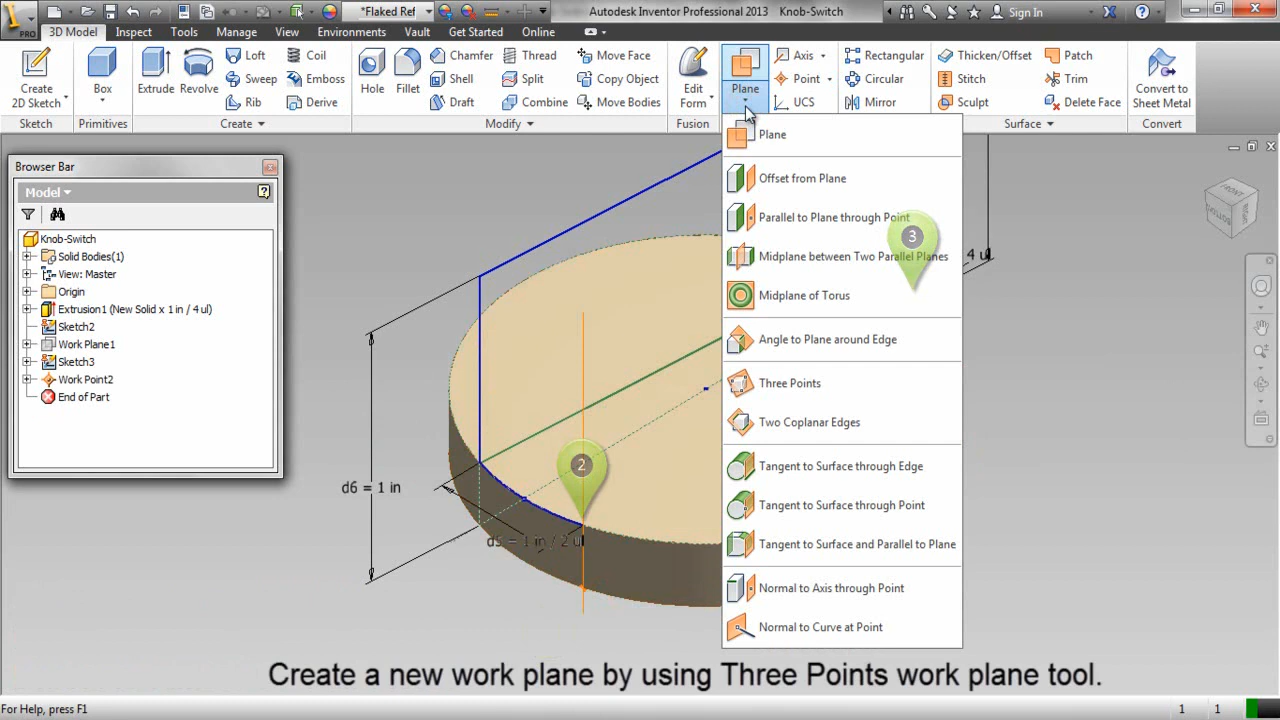 PRO
*Flaked Ref
Autodesk Inventor Professional 2013 Knob-Switch
Sign In
3D Model Inspect Tools Manage View Environments Vault Get Started Online
Create
2D Sketch
Sketch
Box
Primitives
Extrude
Revolve
Loft
Sweep
Rib
Coil
Emboss
Derive
Create
Hole
Fillet
Chamfer
Shell
Draft
Thread
Split
Combine
Move Face
Copy Object
Move Bodies
Modify
Edit
Form
Fusion
Plane
Axis
Point
UCS
Rectangular
Circular
Mirror
Thicken/Offset
Stitch
Sculpt
Patch
Trim
Delete Face
Surface
Convert to
Sheet Metal
Convert
Browser Bar
Model
Knob-Switch
Solid Bodies(1)
View: Master
Origin
Extrusion1 (New Solid x 1 in / 4 ul)
Sketch2
Work Plane1
Sketch3
Work Point2
End of Part
Plane
Offset from Plane
Parallel to Plane through Point
Midplane between Two Parallel Planes
Midplane of Torus
Angle to Plane around Edge
Three Points
Two Coplanar Edges
Tangent to Surface through Edge
Tangent to Surface through Point
Tangent to Surface and Parallel to Plane
Normal to Axis through Point
Normal to Curve at Point
3
4 ul
FRONT
BOTTOM
2
d6 = 1 in
d5 = 1 in / 2 ul
Create a new work plane by using Three Points work plane tool.
For Help, press F1
1 1